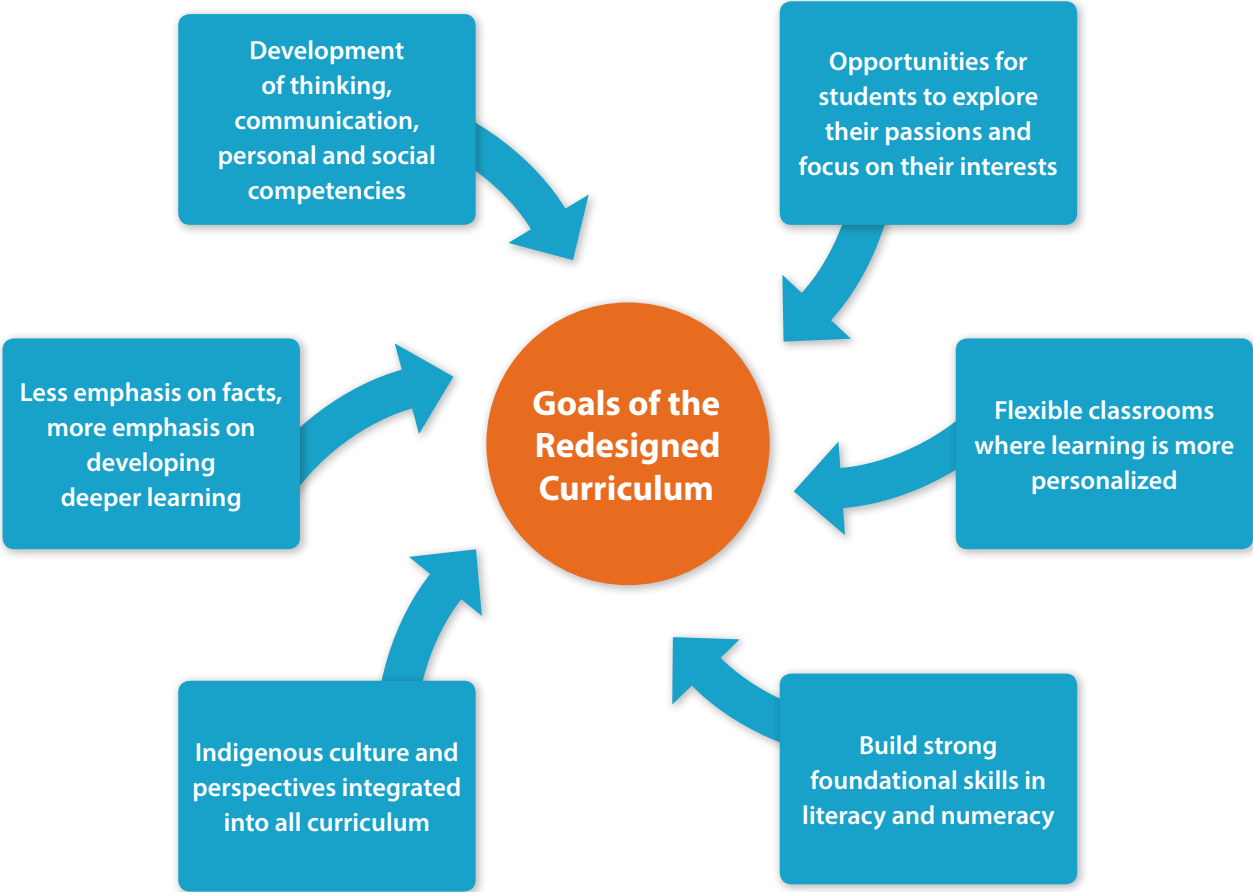 Development
of thinking,
communication,
personal and social
competencies
Opportunities for
students to explore
their passions and
focus on their interests
Less emphasis on facts,
more emphasis on
developing
deeper learning
Goals of the
Redesigned
Curriculum
Flexible classrooms
where learning is more
personalized
Indigenous culture and
perspectives integrated
into all curriculum
Build strong
foundational skills in
literacy and numeracy